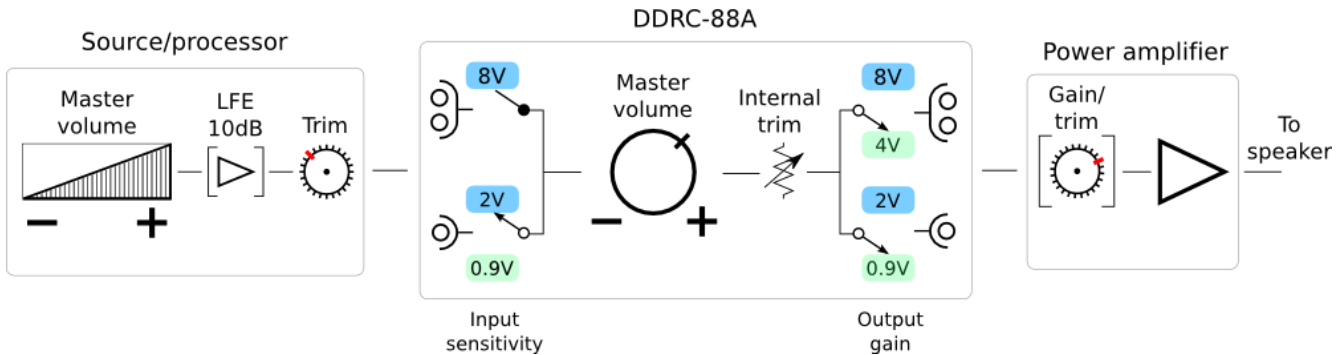 Source/processor
Master
volume
LFE
10dB
Trim
DDRC-88A
8V
2V
0.9V
Input
sensitivity
Master
volume
Internal
trim
8V
4V
2V
0.9V
Output
gain
Power amplifier
Gain/
trim
To
speaker